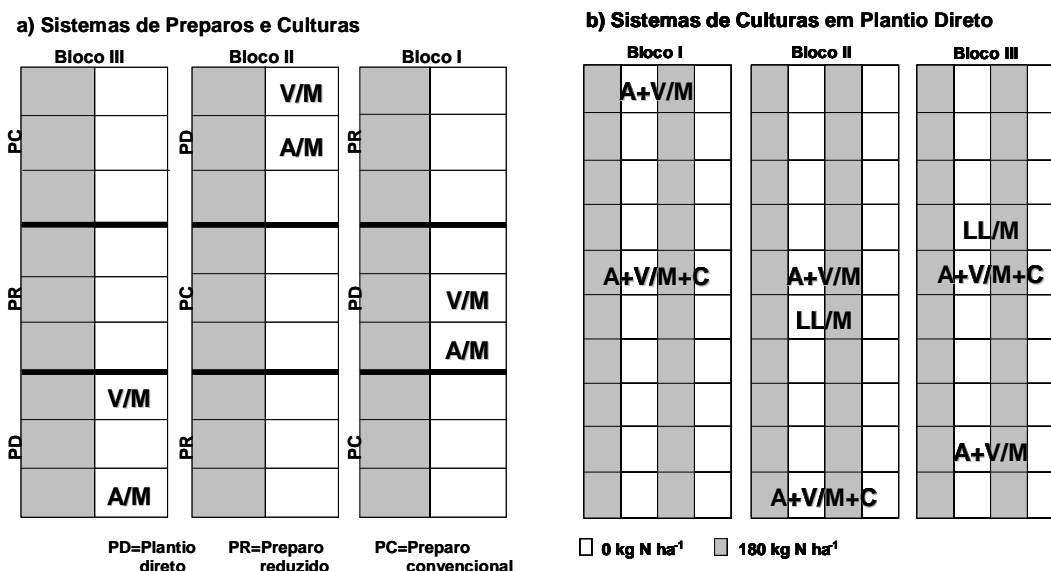 a) Sistemas de Preparos e Culturas
Bloco III
Bloco II
Bloco I
PC
PR
PD
V/M
A/M
PD
PC
PR
V/M
A/M
PR
PD
PC
V/M
A/M
PD=Plantio direto
PR=Preparo reduzido
PC=Preparo convencional
b) Sistemas de Culturas em Plantio Direto
Bloco I
Bloco II
Bloco III
A+V/M
A+V/M+C
A+V/M
LL/M
A+V/M+C
LL/M
A+V/M+C
A+V/M
0 kg N ha-1
180 kg N ha-1